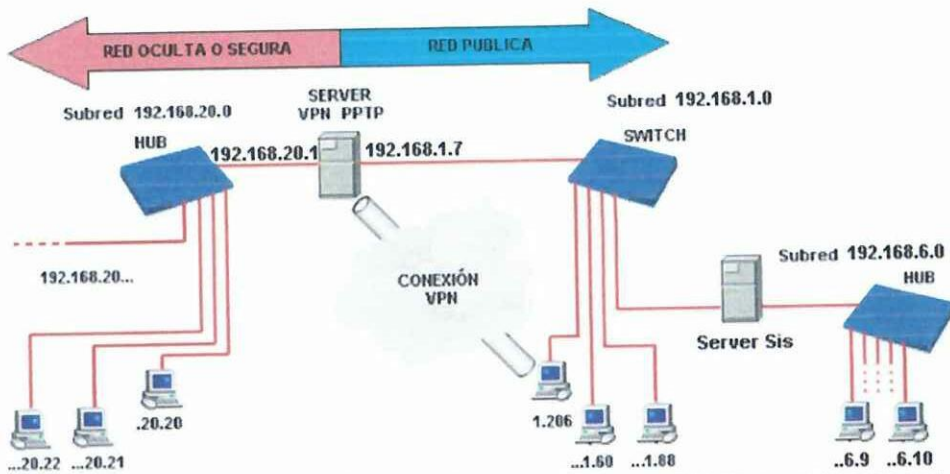 RED OCULTA O SEGURA
RED PUBLICA
Subred 192.168.20.0
HUB
192.168.20.1
SERVER
VPN PPTP
192.168.1.7
Subred 192.168.1.0
SWITCH
192.168.20...
CONEXIÓN
VPN
Subred 192.168.6.0
HUB
Server Sis
.20.20
1.206
...20.22
...20.21
...1.60
...1.88
..6.9
..6.10